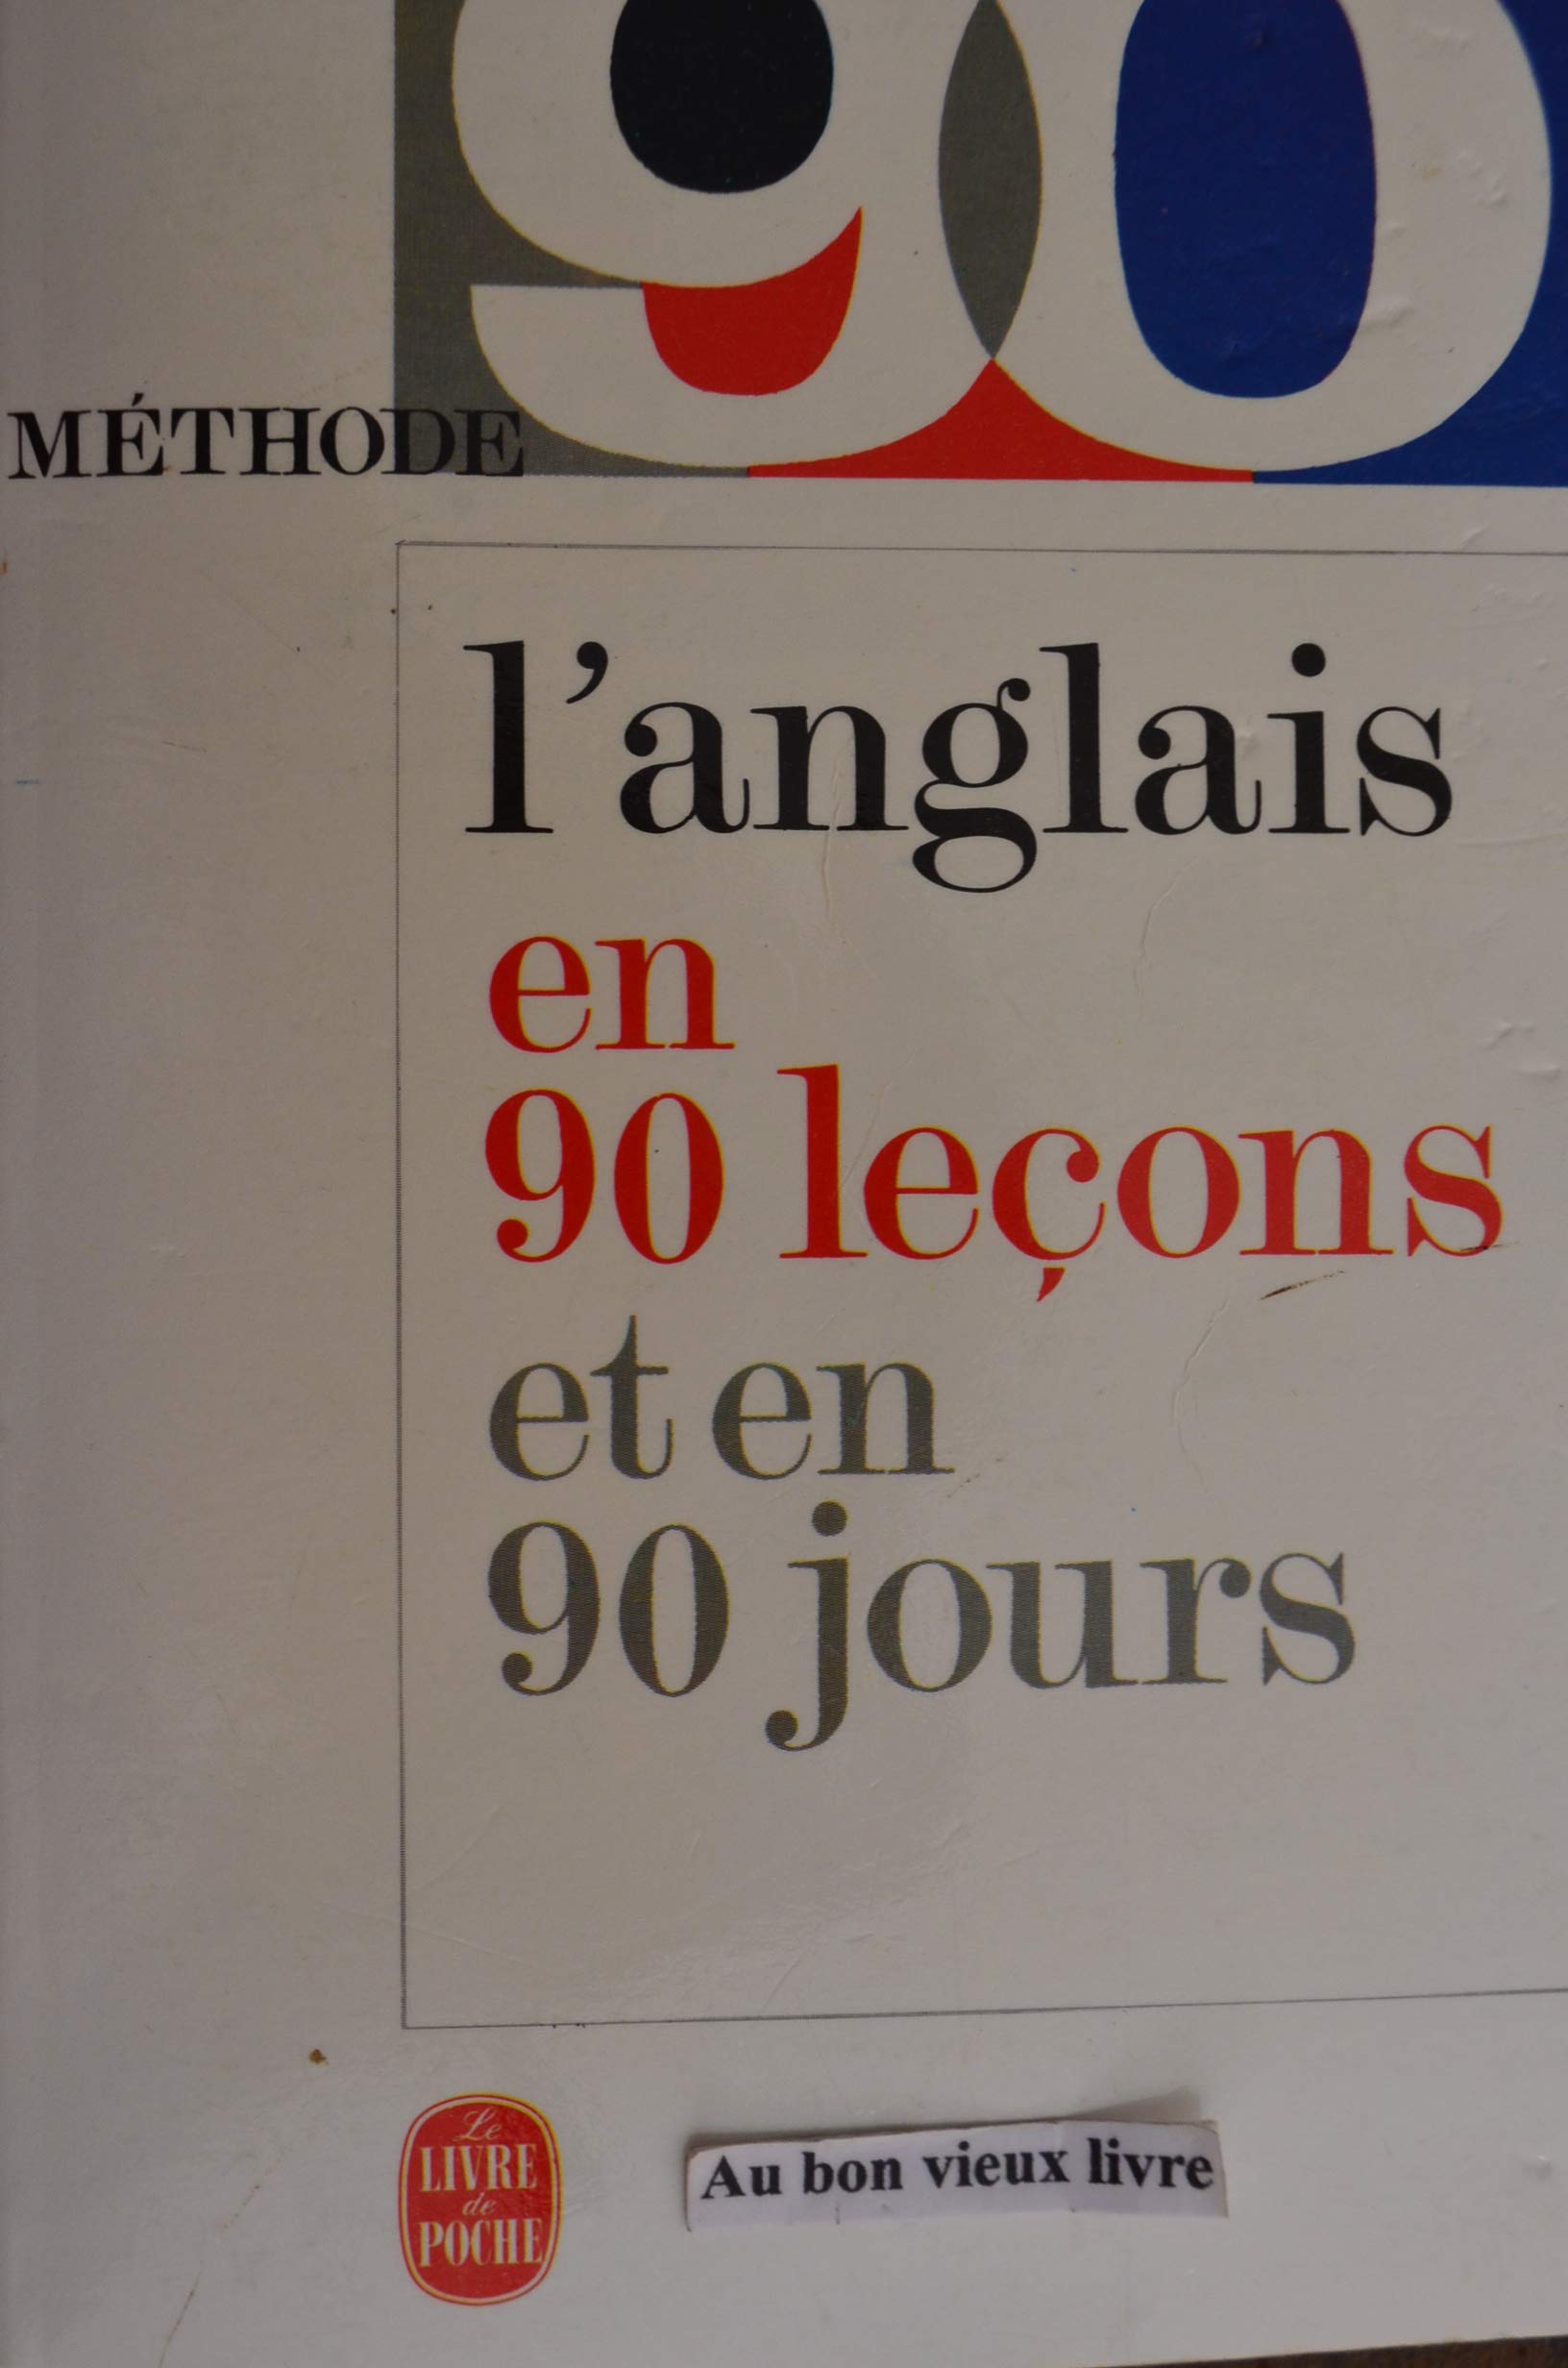 MÉTHODE 90
l'anglais
en
90 leçons
et en
90 jours
Le
LIVRE
de
POCHE
Au bon vieux livre